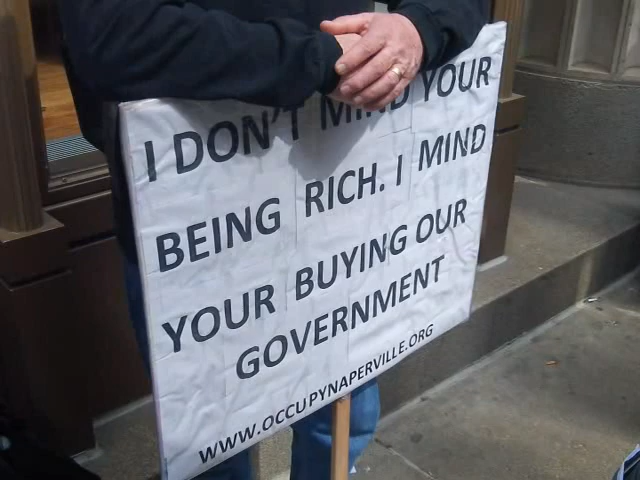 I DON'T MIND YOUR
BEING RICH. I MIND
YOUR BUYING OUR
GOVERNMENT
WWW.OCCUPYNAPERVILLE.ORG